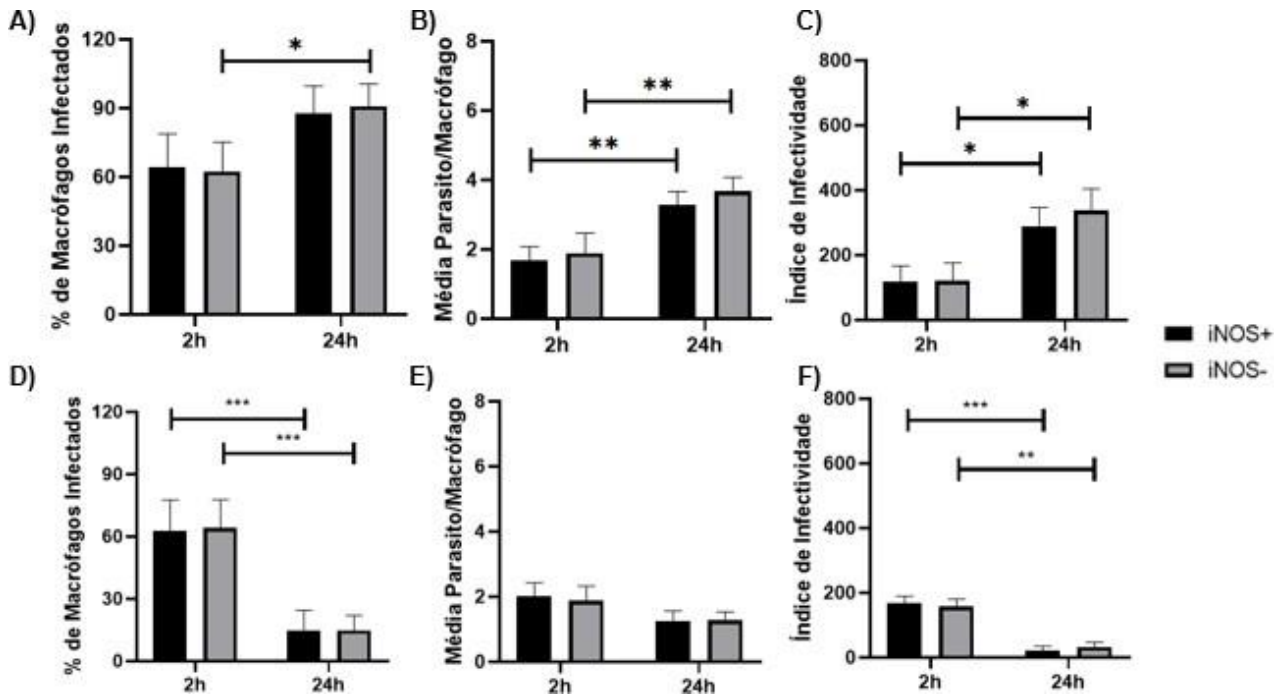 A)
% de Macrófagos Infectados
120
90
60
30
0
*
2h
24h
B)
Média Parasito/Macrófago
8
6
4
2
0
**
**
2h
24h
C)
Índice de Infectividade
800
600
400
200
0
*
*
2h
24h
iNOS+
iNOS-
D)
% de Macrófagos Infectados
120
90
60
30
0
***
***
2h
24h
E)
Média Parasito/Macrófago
8
6
4
2
0
2h
24h
F)
Índice de Infectividade
800
600
400
200
0
***
**
2h
24h